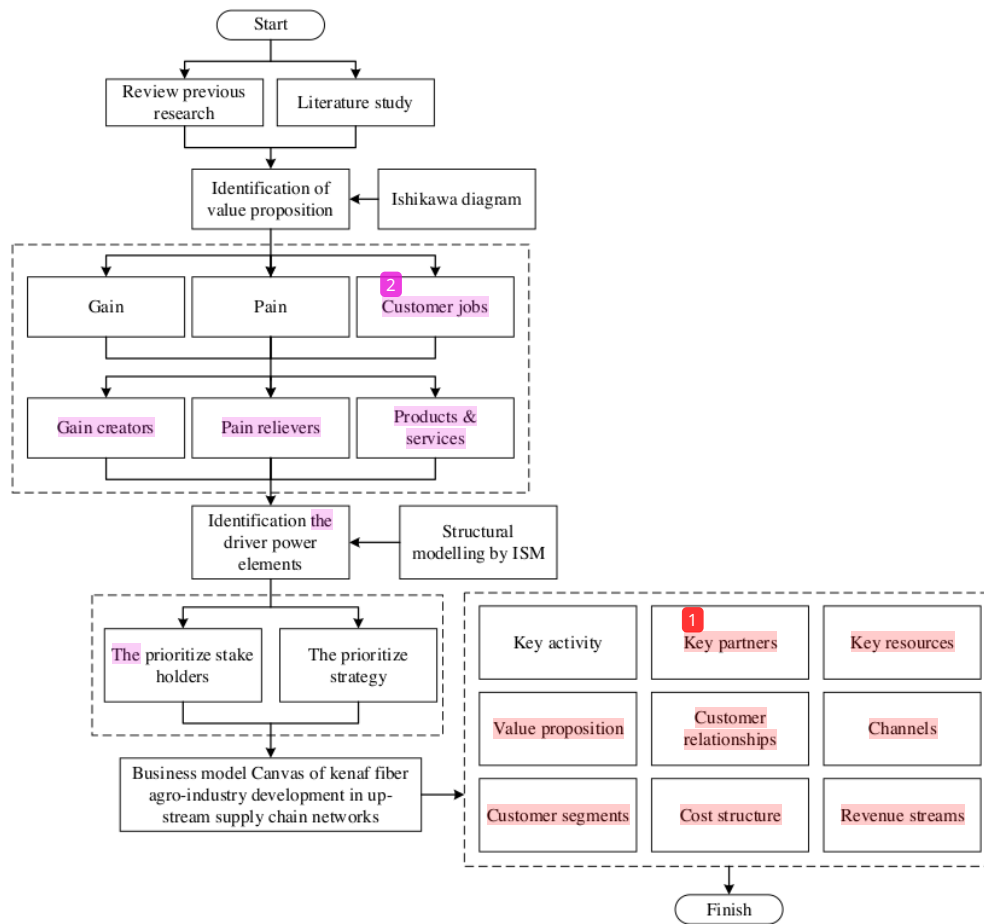 Start
Review previous
research
Literature study
Identification of
value proposition
Ishikawa diagram
Gain
Pain
2
Customer jobs
Gain creators
Pain relievers
Products &
services
Identification the
driver power
elements
Structural
modelling by ISM
The prioritize stake
holders
The prioritize
strategy
Business model Canvas of kenaf fiber
agro-industry development in up-
stream supply chain networks
Key activity
1
Key partners
Key resources
Value proposition
Customer
relationships
Channels
Customer segments
Cost structure
Revenue streams
Finish